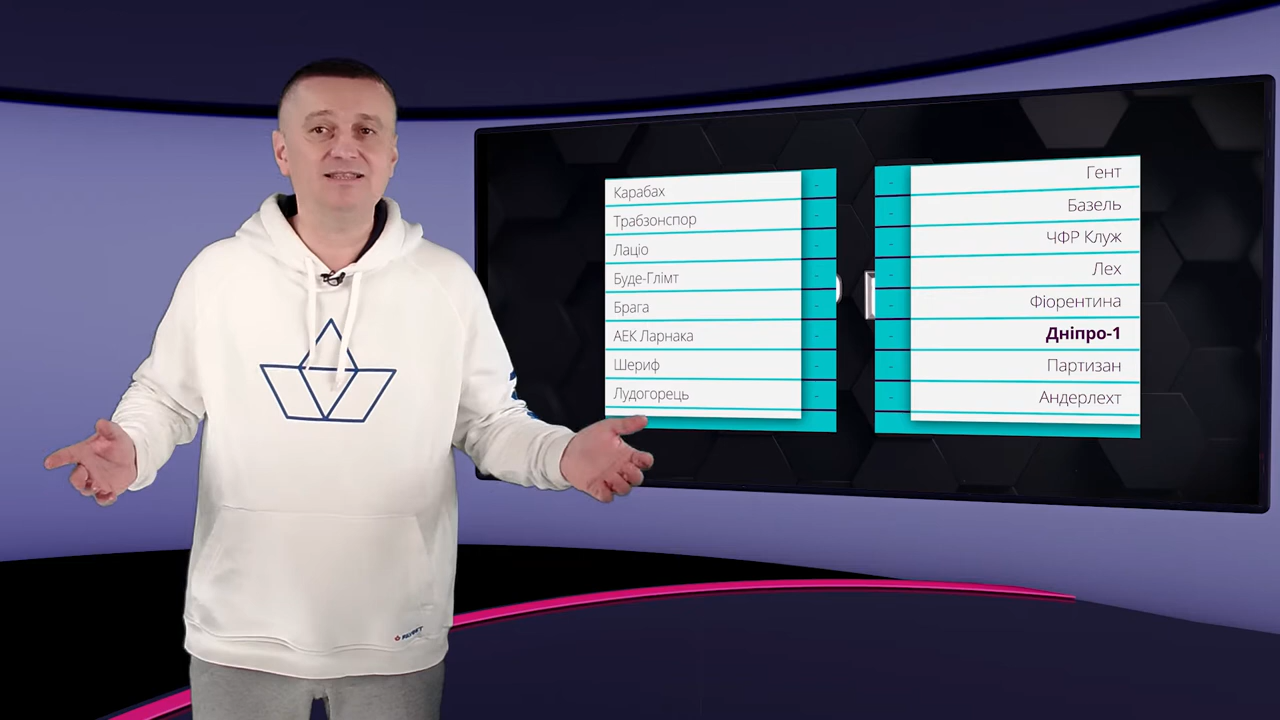 Карабах
Трабзонспор
Лаціо
Буде-Глімт
Брага
АЕК Ларнака
Шериф
Лудогорець
Гент
Базель
ЧФР Клуж
Лех
Фіорентина
Дніпро-1
Партизан
Андерлехт